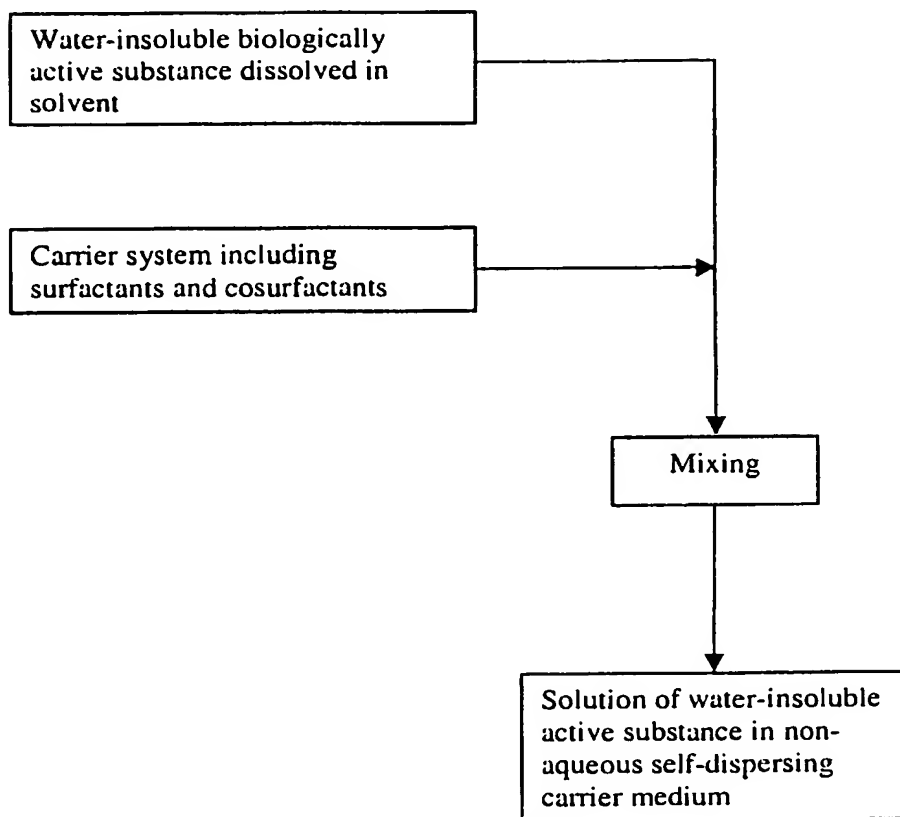 Water-insoluble biologically
active substance dissolved in
solvent
Carrier system including
surfactants and cosurfactants
Mixing
Solution of water-insoluble
active substance in non-
aqueous self-dispersing
carrier medium